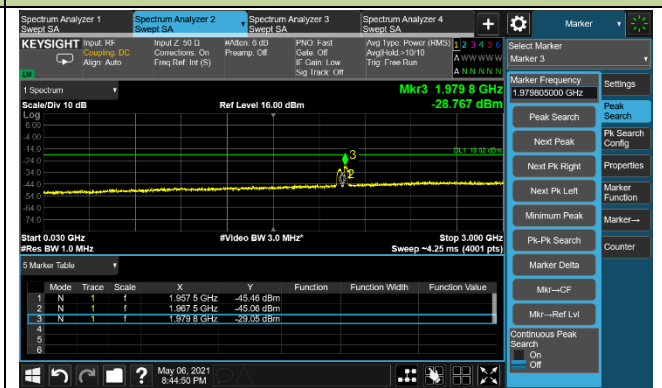 Spectrum Analyzer 1
Swept SA
Spectrum Analyzer 2
Swept SA
Spectrum Analyzer 3
Swept SA
Spectrum Analyzer 4
Swept SA
+
Marker
KEYSIGHT
Input: RF
Coupling: DC
Align: Auto
Input Z: 50 Ω
Corrections: On
Freq Ref: Int (S)
#Atten: 6 dB
Preamp: Off
PNO: Fast
Gate: Off
IF Gain: Low
Sig Track: Off
Avg Type: Power (RMS)
Avg|Hold:>10/10
Trig: Free Run
1 2 3 4 5 6
A W W W W W
A N N N N N
Select Marker
Marker 3
1 Spectrum
Scale/Div 10 dB
Log
Ref Level 16.00 dBm
Mkr3 1.979 8 GHz
-28.767 dBm
6.00
-4.00
-14.0
-24.0
-34.0
-44.0
-54.0
-64.0
-74.0
3
2
Start 0.030 GHz
#Res BW 1.0 MHz
#Video BW 3.0 MHz*
Stop 3.000 GHz
Sweep ~4.25 ms (4001 pts)
5 Marker Table
Mode Trace Scale X Y Function Function Width Function Value
1 N 1 f 1.957 5 GHz -45.46 dBm
2 N 1 f 1.967 5 GHz -45.06 dBm
3 N 1 f 1.979 8 GHz -29.05 dBm
4
5
6
Marker Frequency
1.979805000 GHz
Peak Search
Next Peak
Next Pk Right
Next Pk Left
Minimum Peak
Pk-Pk Search
Marker Delta
Mkr→CF
Mkr→Ref Lvl
Continuous Peak
Search
On
Off
Settings
Peak
Search
Pk Search
Config
Properties
Marker
Function
Marker→
Counter
?
May 06, 2021
8:44:50 PM